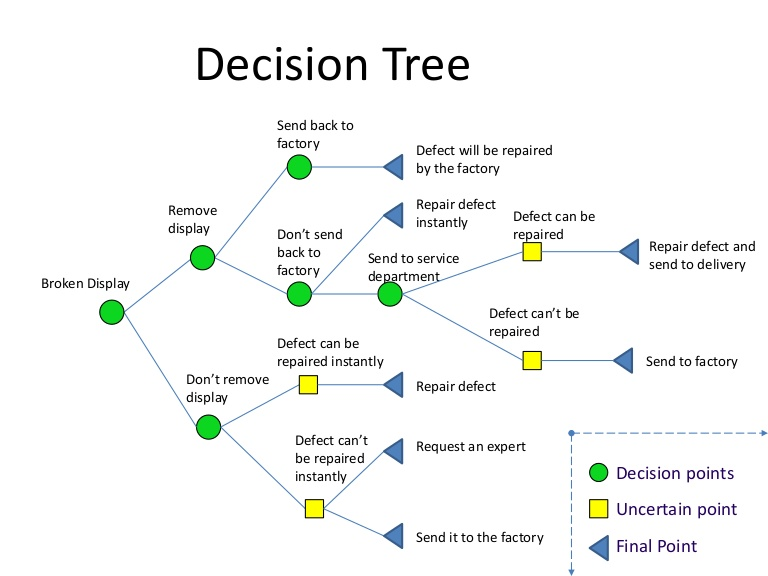 Decision Tree
Send back to
factory
Defect will be repaired
by the factory
Remove
display
Repair defect
instantly
Don't send
back to
factory
Defect can be
repaired
Send to service
department
Repair defect and
send to delivery
Broken Display
Defect can't be
repaired
Defect can be
repaired instantly
Send to factory
Don't remove
display
Repair defect
Defect can't
be repaired
instantly
Request an expert
Send it to the factory
Decision points
Uncertain point
Final Point